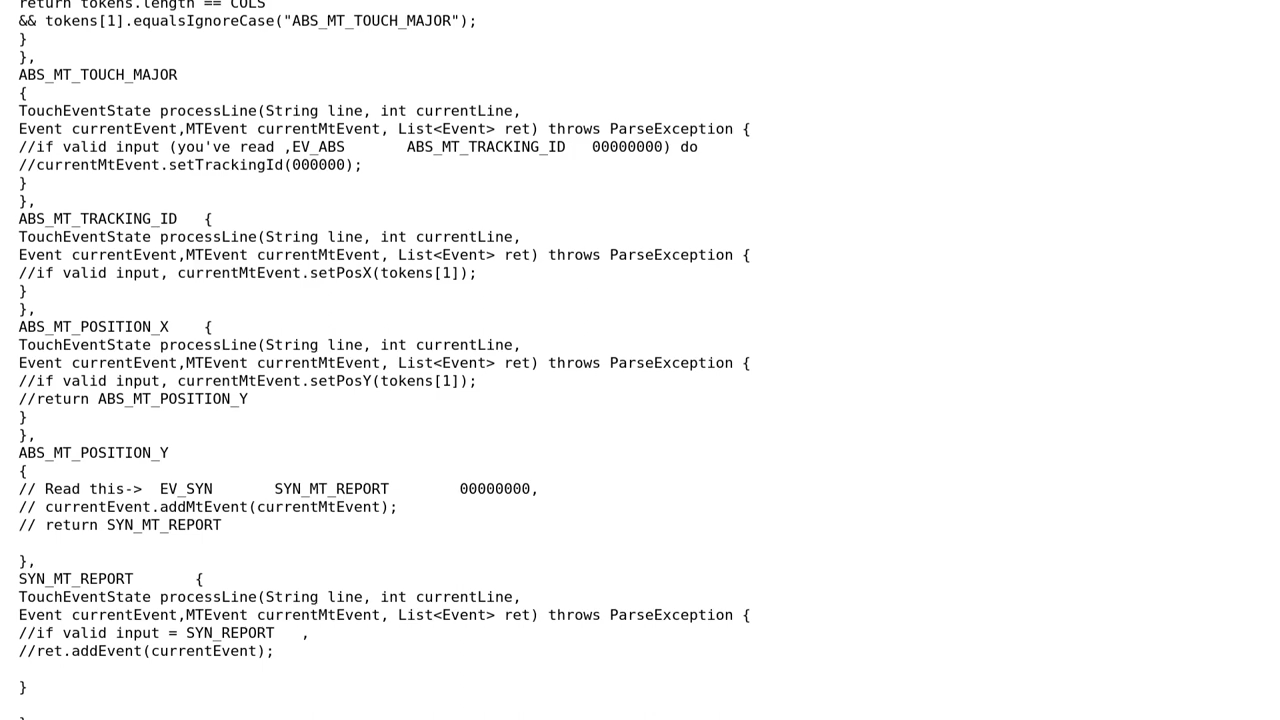 return tokens.length == COLS
&& tokens[1].equalsIgnoreCase("ABS_MT_TOUCH_MAJOR");
}
},
ABS_MT_TOUCH_MAJOR
{
TouchEventState processLine(String line, int currentLine,
Event currentEvent,MTEvent currentMtEvent, List<Event> ret) throws ParseException {
//if valid input (you've read ,EV_ABS       ABS_MT_TRACKING_ID   00000000) do
//currentMtEvent.setTrackingId(000000);
}
},
ABS_MT_TRACKING_ID   {
TouchEventState processLine(String line, int currentLine,
Event currentEvent,MTEvent currentMtEvent, List<Event> ret) throws ParseException {
//if valid input, currentMtEvent.setPosX(tokens[1]);
}
},
ABS_MT_POSITION_X    {
TouchEventState processLine(String line, int currentLine,
Event currentEvent,MTEvent currentMtEvent, List<Event> ret) throws ParseException {
//if valid input, currentMtEvent.setPosY(tokens[1]);
//return ABS_MT_POSITION_Y
}
},
ABS_MT_POSITION_Y
{
// Read this->  EV_SYN       SYN_MT_REPORT        00000000,
// currentEvent.addMtEvent(currentMtEvent);
// return SYN_MT_REPORT

},
SYN_MT_REPORT       {
TouchEventState processLine(String line, int currentLine,
Event currentEvent,MTEvent currentMtEvent, List<Event> ret) throws ParseException {
//if valid input = SYN_REPORT   ,
//ret.addEvent(currentEvent);

}

}